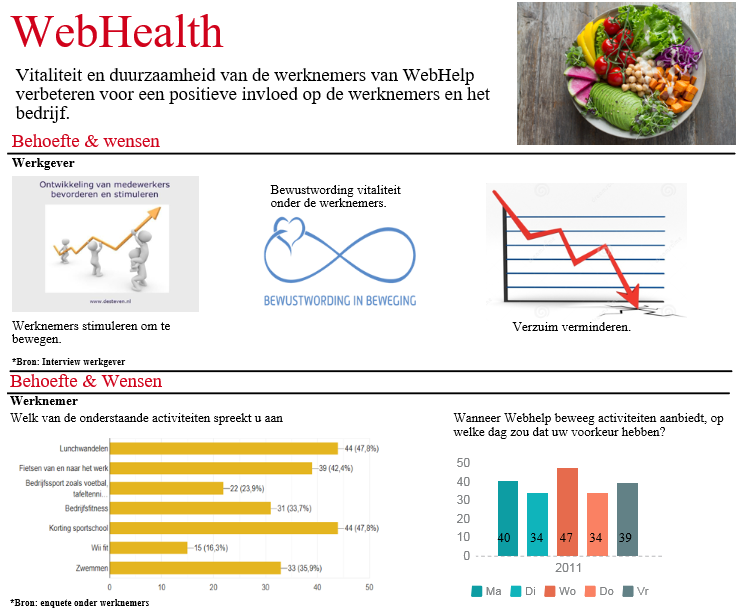 WebHealth
Vitaliteit en duurzaamheid van de werknemers van WebHelp
verbeteren voor een positieve invloed op de werknemers en het
bedrijf.
Behoefte & wensen
Werkgever
Ontwikkeling van medewerkers
bevorderen en stimuleren
www.destaven.nl
Werknemers stimuleren om te
bewegen.
Bewustwording vitaliteit
onder de werknemers.
BEWUSTWORDING IN BEWEGING
Verzuim verminderen.
*Bron: Interview werkgever
Behoefte & Wensen
Werknemer
Welk van de onderstaande activiteiten spreekt u aan
Lunchwandelen
44 (47,8%)
Fietsen van en naar het werk
39 (42,4%)
Bedrijfssport zoals voetbal,
tafeltenni…
22 (23,9%)
Bedrijfsfitness
31 (33,7%)
Korting sportschool
44 (47,8%)
Wii fit
15 (16,3%)
Zwemmen
33 (35,9%)
0 10 20 30 40 50
*Bron: enquete onder werknemers
Wanneer Webhelp beweeg activiteiten aanbiedt, op
welke dag zou dat uw voorkeur hebben?
50
40
30
20
10
0
40 34 47 34 39
2011
Ma Di Wo Do Vr